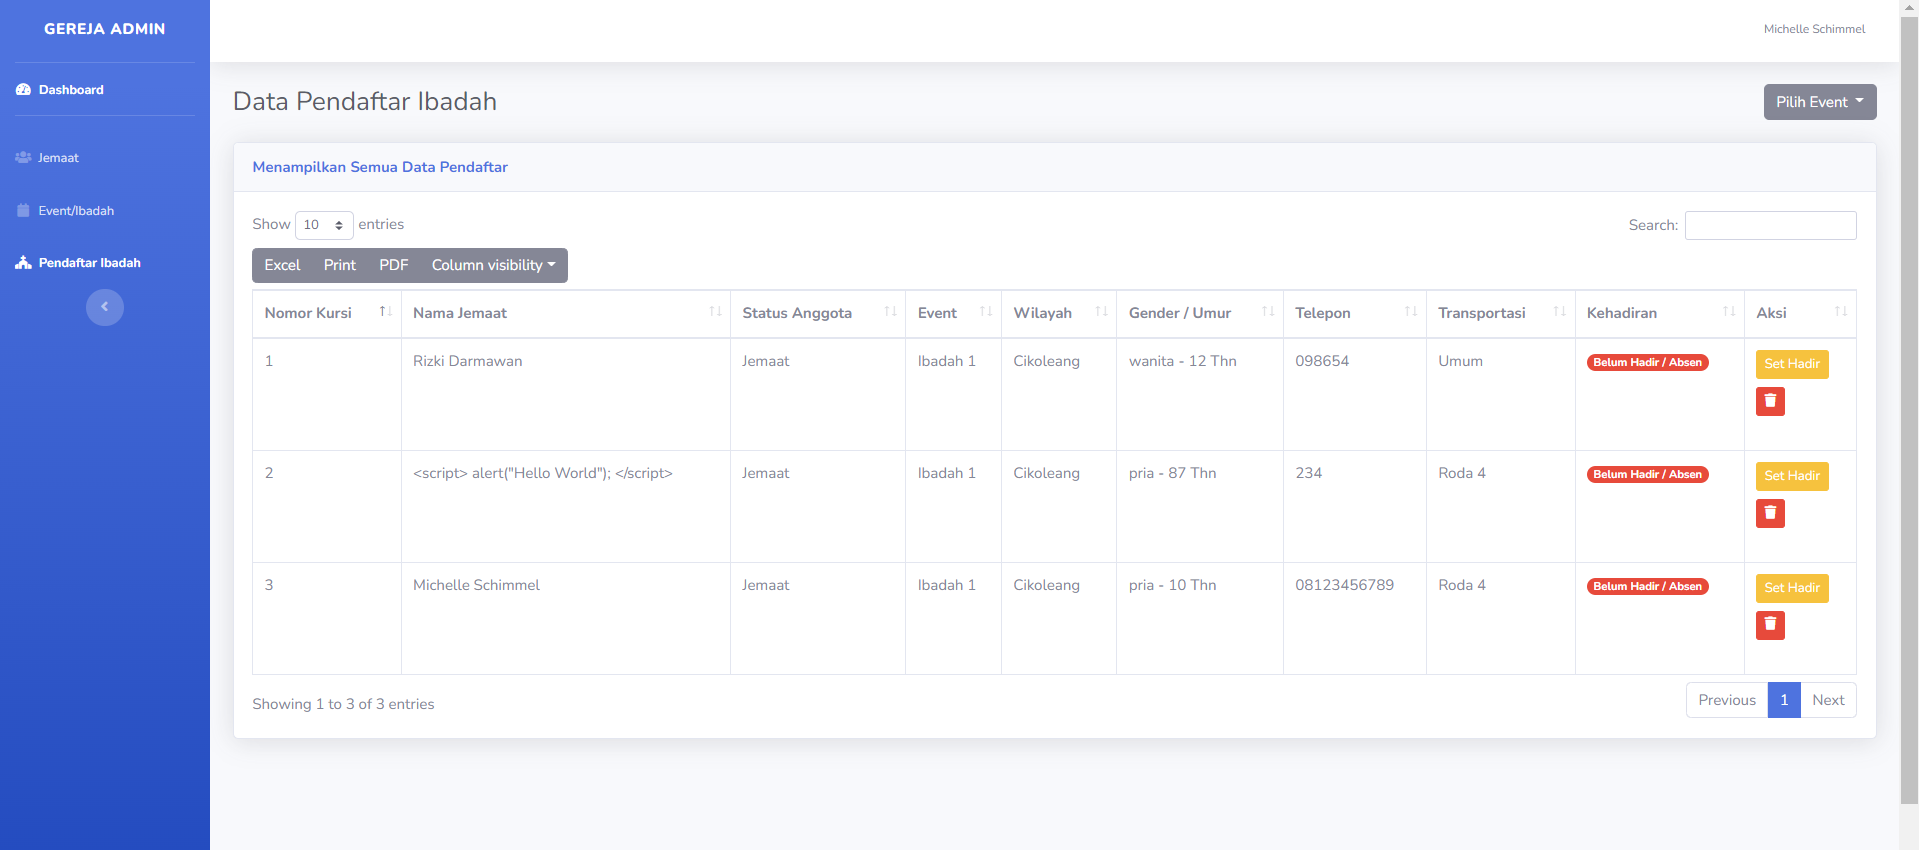 GEREJA ADMIN
Michelle Schimmel
Dashboard
Jemaat
Event/Ibadah
Pendaftar Ibadah
Data Pendaftar Ibadah
Pilih Event
Menampilkan Semua Data Pendaftar
Show 10 entries
Search:
Excel Print PDF Column visibility
Nomor Kursi Nama Jemaat Status Anggota Event Wilayah Gender / Umur Telepon Transportasi Kehadiran Aksi
1 Rizki Darmawan Jemaat Ibadah 1 Cikoleang wanita - 12 Thn 098654 Umum Belum Hadir / Absen Set Hadir
2 <script> alert("Hello World"); </script> Jemaat Ibadah 1 Cikoleang pria - 87 Thn 234 Roda 4 Belum Hadir / Absen Set Hadir
3 Michelle Schimmel Jemaat Ibadah 1 Cikoleang pria - 10 Thn 08123456789 Roda 4 Belum Hadir / Absen Set Hadir
Showing 1 to 3 of 3 entries
Previous 1 Next